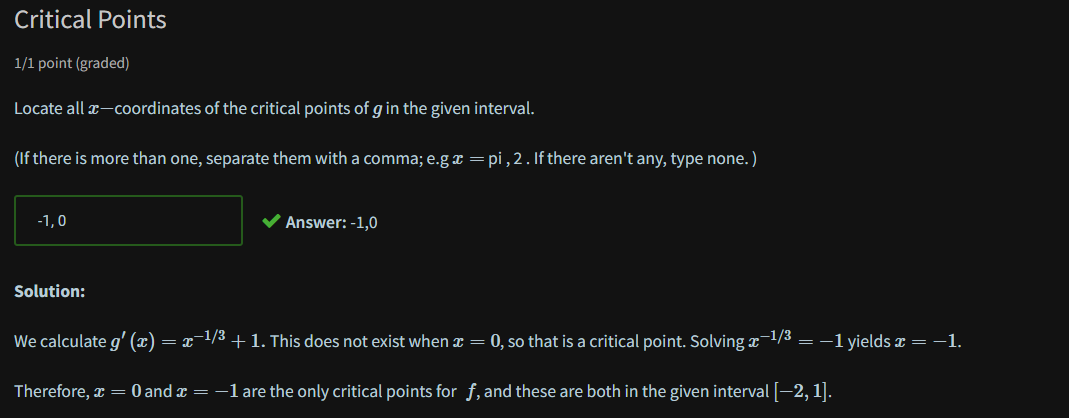 Critical Points
1/1 point (graded)
Locate all x−coordinates of the critical points of g in the given interval.
(If there is more than one, separate them with a comma; e.g x = pi , 2 . If there aren't any, type none. )
-1, 0
Answer: -1,0
Solution:
We calculate g′ (x) = x^{−1/3} + 1. This does not exist when x = 0, so that is a critical point. Solving x^{−1/3} = −1 yields x = −1.
Therefore, x = 0 and x = −1 are the only critical points for f, and these are both in the given interval [−2, 1].